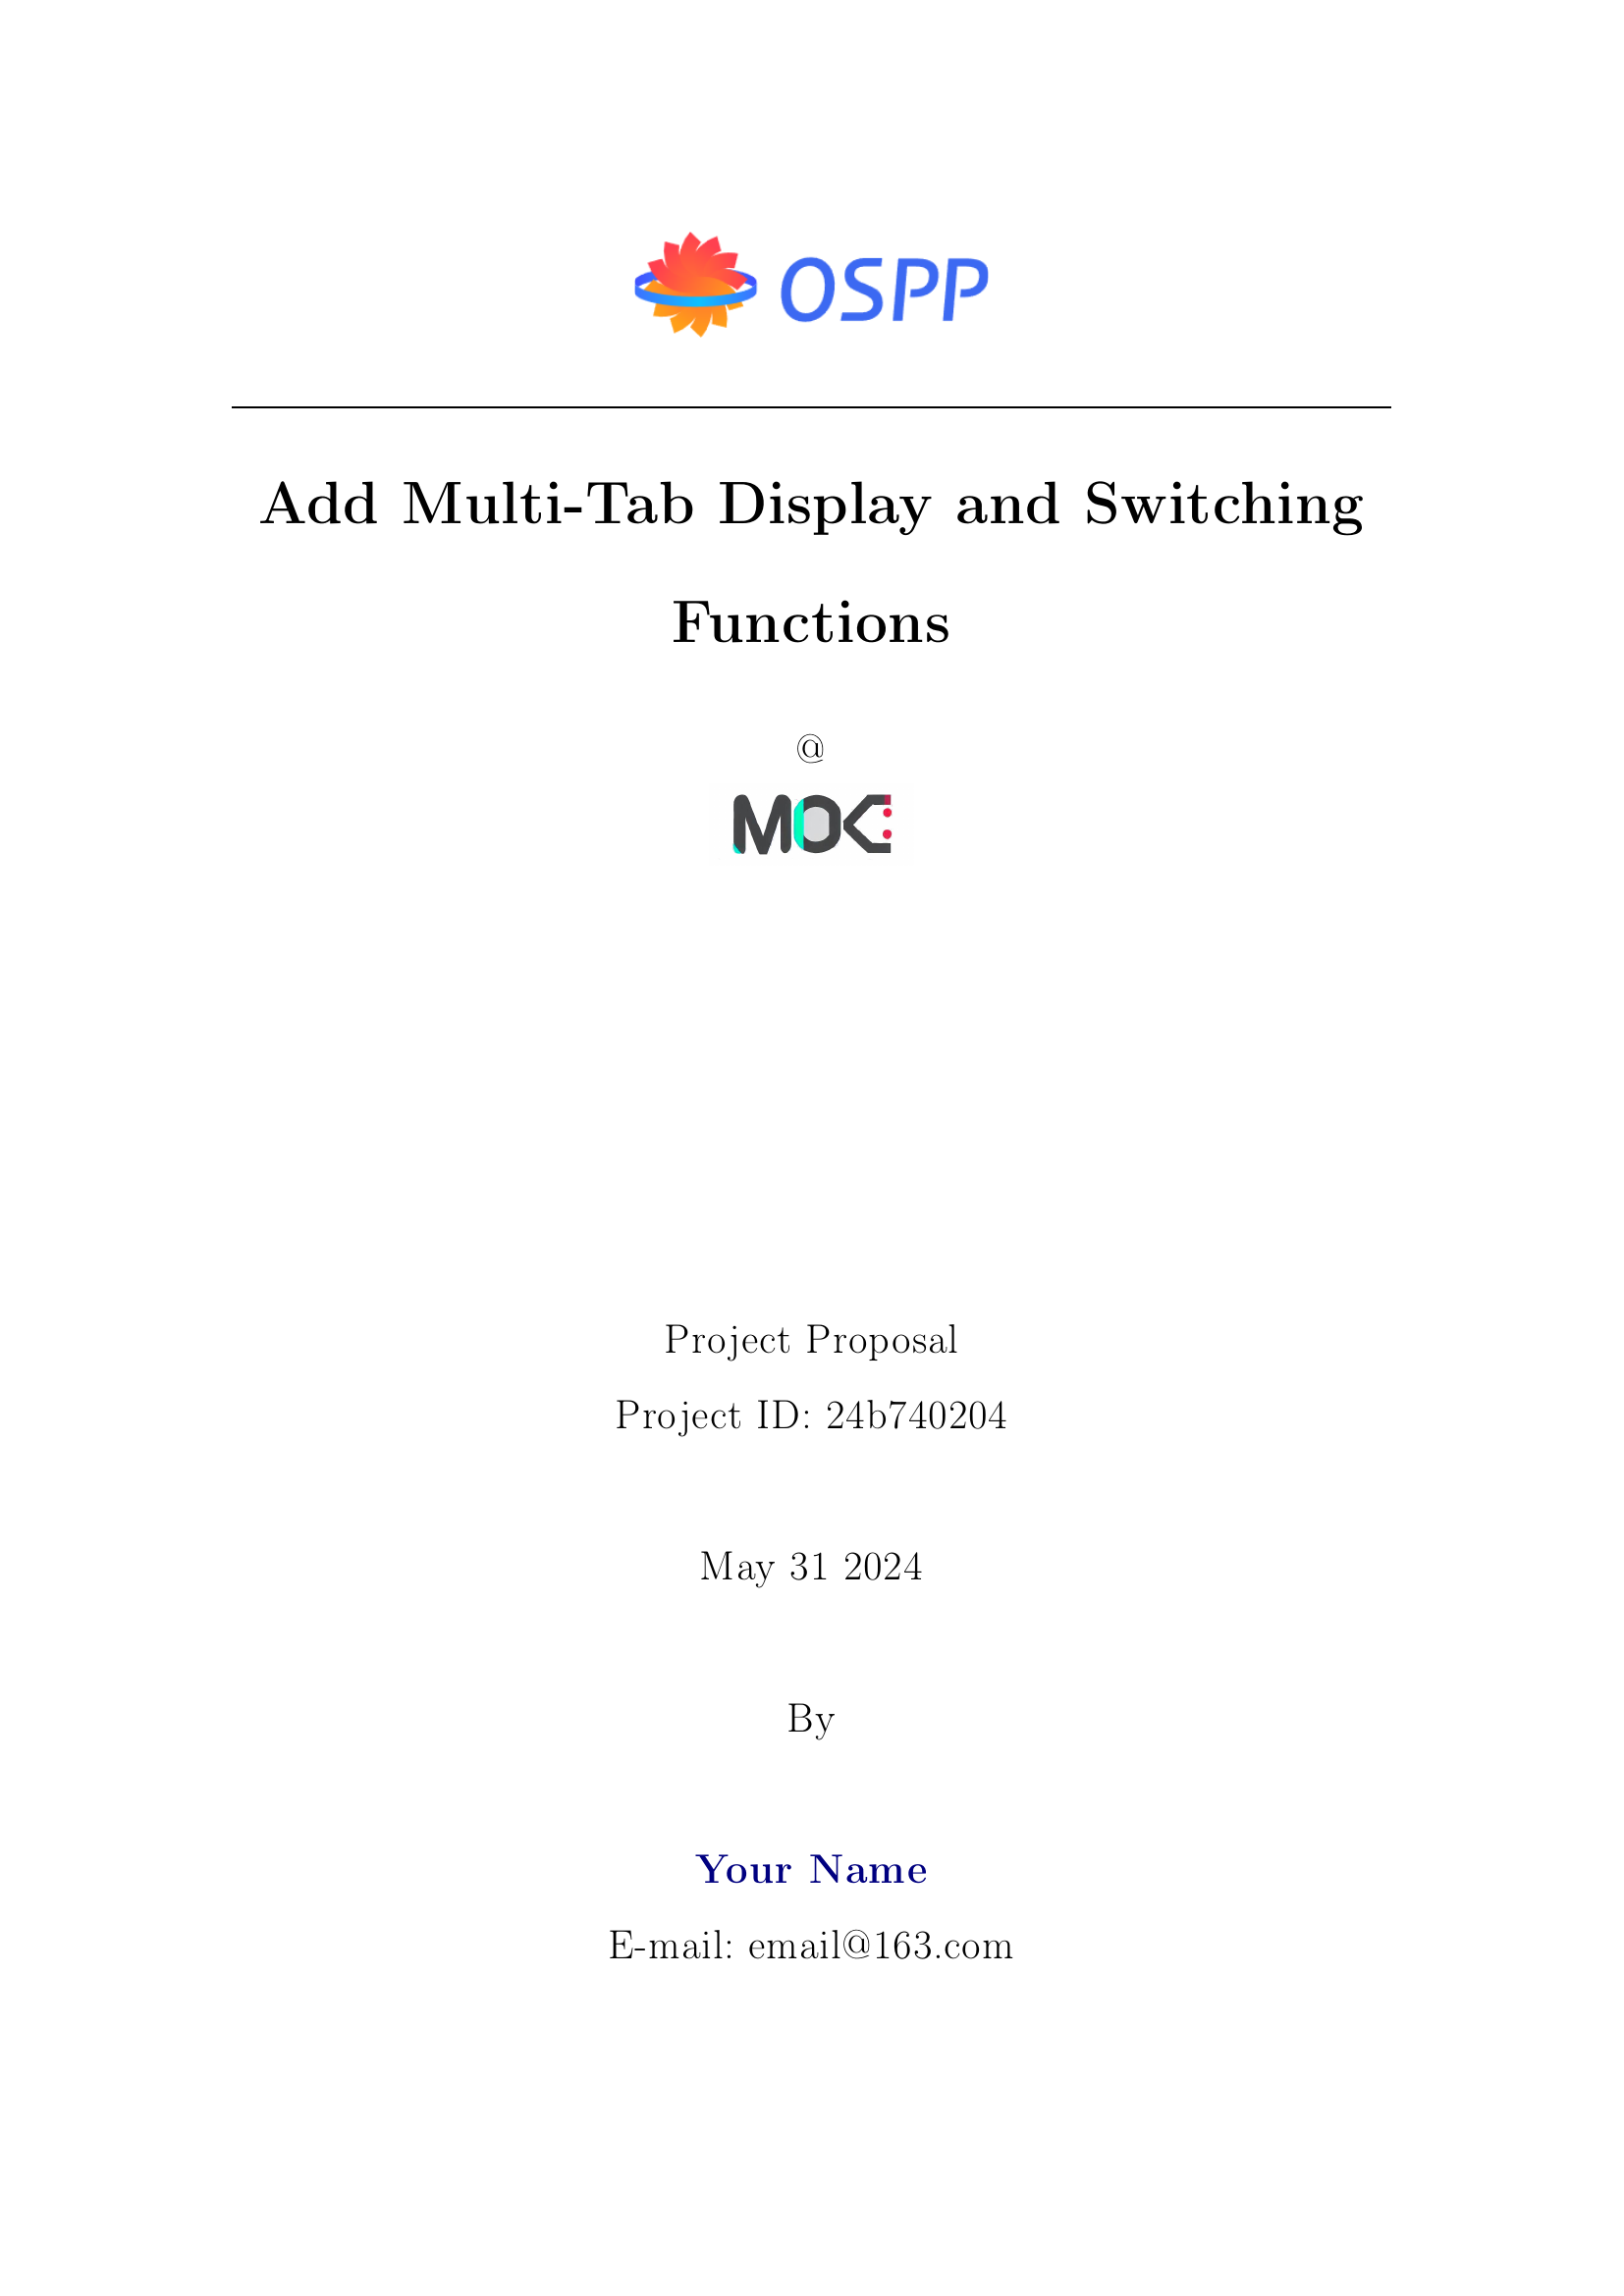 OSPP
Add Multi-Tab Display and Switching
Functions
@
MOE
Project Proposal
Project ID: 24b740204
May 31 2024
By
Your Name
E-mail: email@163.com